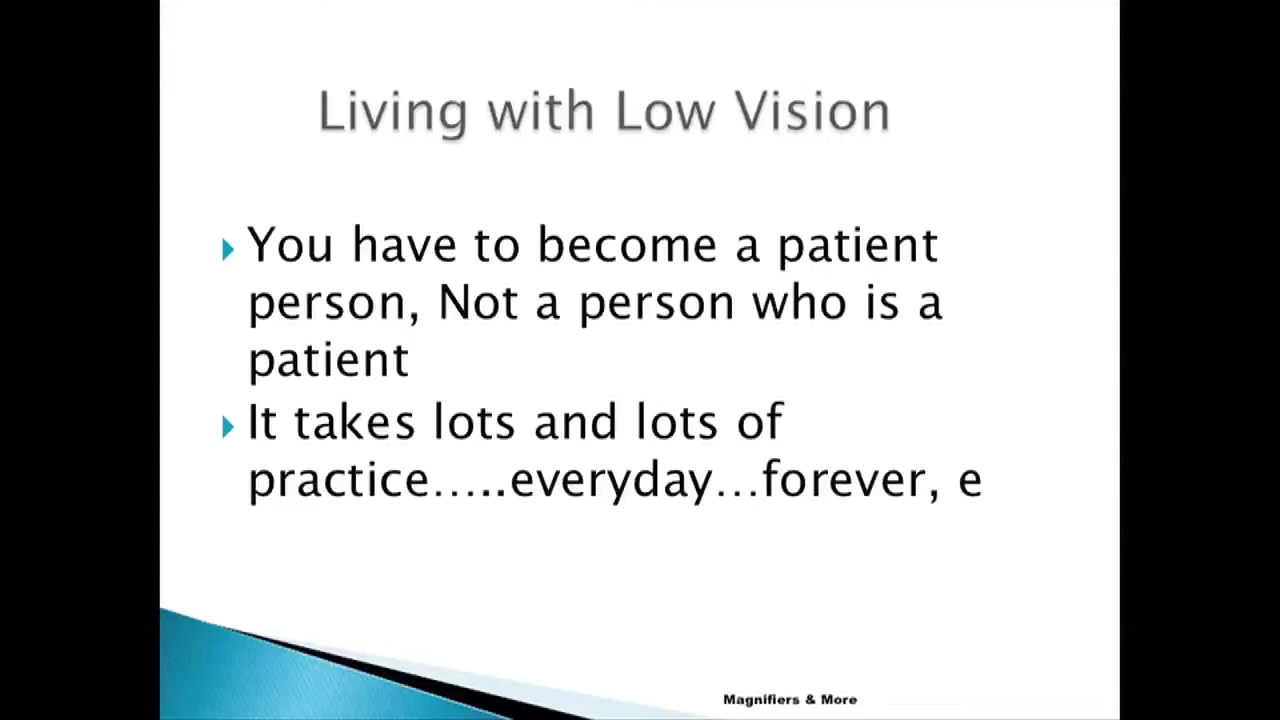 Living with Low Vision
You have to become a patient
person, Not a person who is a
patient
It takes lots and lots of
practice…..everyday…forever, e
Magnifiers & More